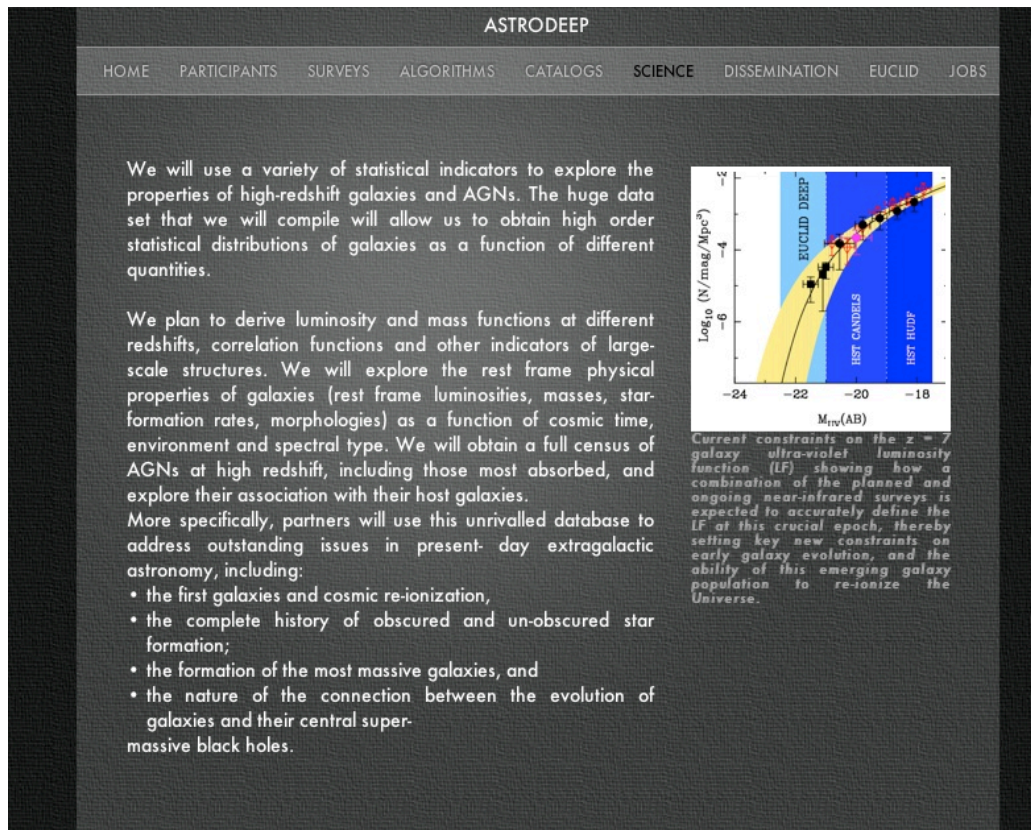 ASTRODEEP
HOME PARTICIPANTS SURVEYS ALGORITHMS CATALOGS SCIENCE DISSEMINATION EUCLID JOBS
We will use a variety of statistical indicators to explore the
properties of high-redshift galaxies and AGNs. The huge data
set that we will compile will allow us to obtain high order
statistical distributions of galaxies as a function of different
quantities.
We plan to derive luminosity and mass functions at different
redshifts, correlation functions and other indicators of large-
scale structures. We will explore the rest frame physical
properties of galaxies (rest frame luminosities, masses, star-
formation rates, morphologies) as a function of cosmic time,
environment and spectral type. We will obtain a full census of
AGNs at high redshift, including those most absorbed, and
explore their association with their host galaxies.
More specifically, partners will use this unrivalled database to
address outstanding issues in present- day extragalactic
astronomy, including:
• the first galaxies and cosmic re-ionization,
• the complete history of obscured and un-obscured star
formation;
• the formation of the most massive galaxies, and
• the nature of the connection between the evolution of
galaxies and their central super-
massive black holes.
Log10 (N/mag/Mpc³)
-2
-4
-6
EUCLID DEEP
HST CANDELS
HST HUDF
-24 -22 -20 -18
MUV(AB)
Current constraints on the z = 7
galaxy ultra-violet luminosity
function (LF) showing how a
combination of the planned and
ongoing near-infrared surveys is
expected to accurately define the
LF at this crucial epoch, thereby
setting key new constraints on
early galaxy evolution, and the
ability of this emerging galaxy
population to re-ionize the
Universe.